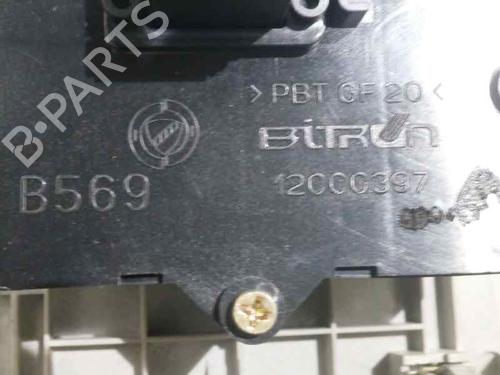 > PBT GF 20 <
BiTRON
B569
12000397
B-PARTS